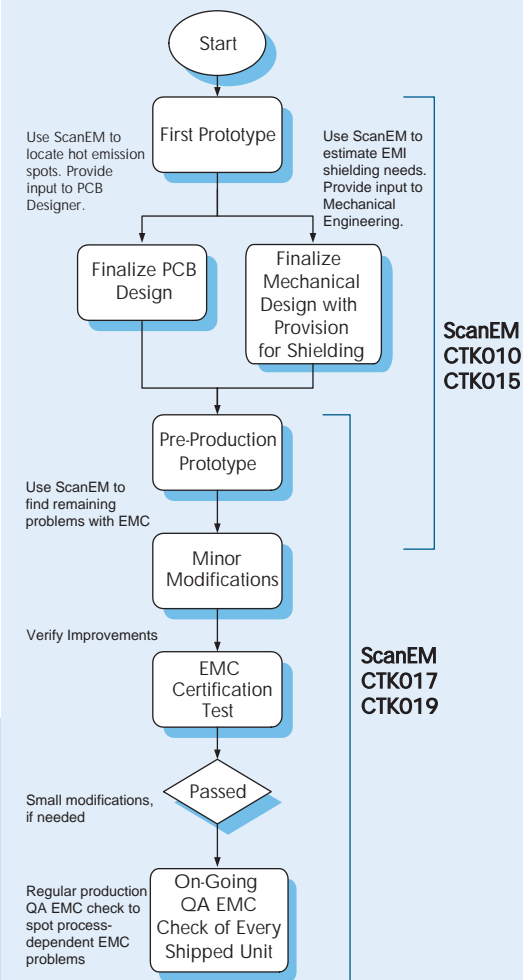 Start
First Prototype
Use ScanEM to
locate hot emission
spots. Provide
input to PCB
Designer.
Use ScanEM to
estimate EMI
shielding needs.
Provide input to
Mechanical
Engineering.
Finalize PCB
Design
Finalize
Mechanical
Design with
Provision
for Shielding
ScanEM
CTK010
CTK015
Pre-Production
Prototype
Use ScanEM to
find remaining
problems with EMC
Minor
Modifications
Verify Improvements
EMC
Certification
Test
ScanEM
CTK017
CTK019
Passed
Small modifications,
if needed
On-Going
QA EMC
Check of Every
Shipped Unit
Regular production
QA EMC check to
spot process-
dependent EMC
problems